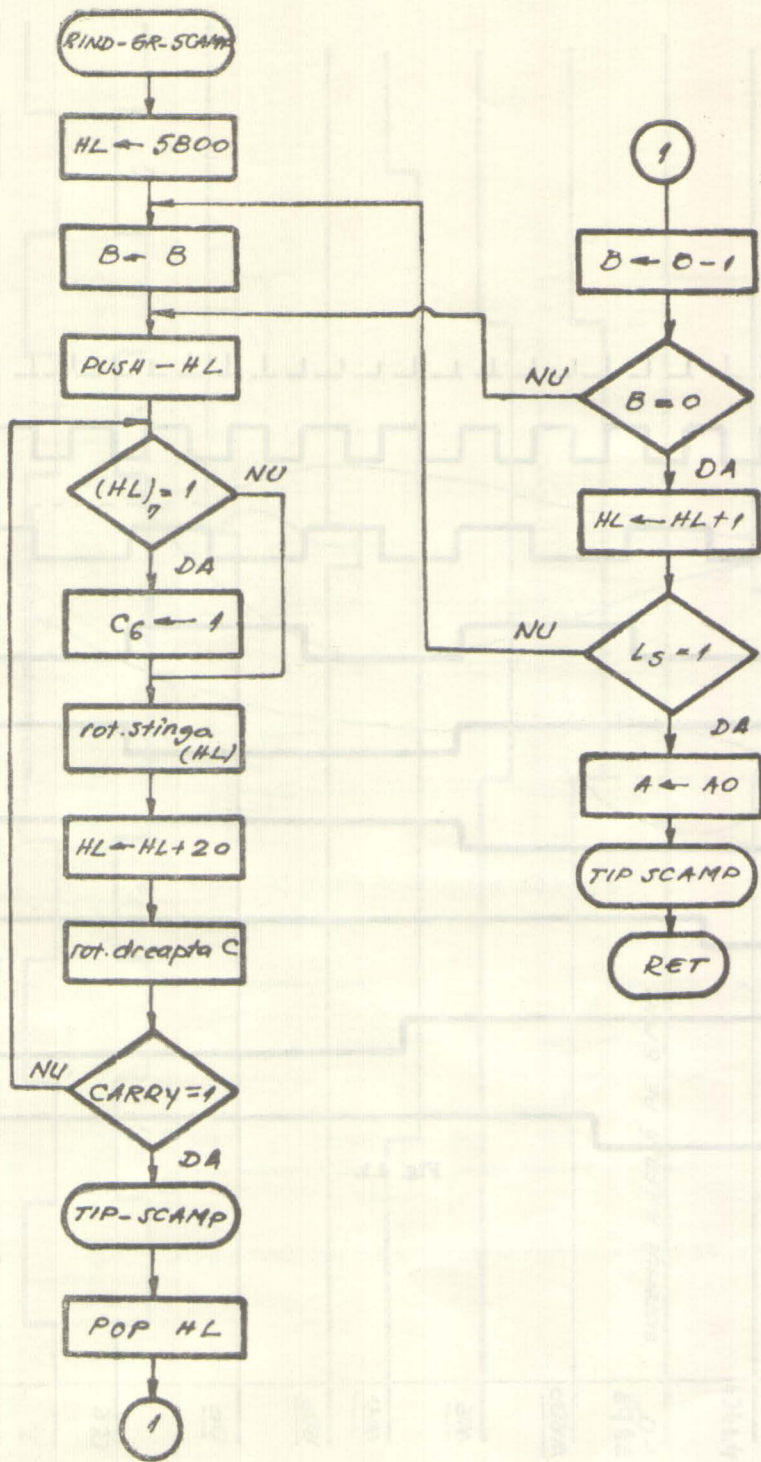 RIND-GR-SCAMP
HL ← 5B00
B ← 8
PUSH - HL
(HL)7 = 1
NU
DA
C6 ← 1
rot. stinga
(HL)
HL ← HL + 20
rot. dreapta C
NU
CARRY = 1
DA
TIP-SCAMP
POP HL
1
1
B ← B - 1
NU
B = 0
DA
HL ← HL + 1
NU
L5 = 1
DA
A ← A0
TIP SCAMP
RET